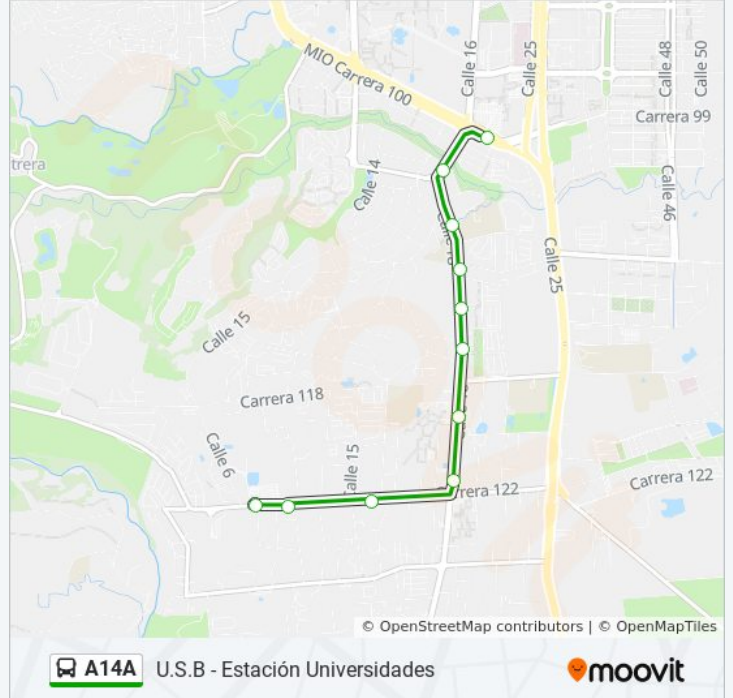 MIO Carrera 100
Calle 16
Calle 25
Calle 48
Calle 50
Carrera 99
trera
Calle 14
Calle 46
Calle 25
Calle 15
Carrera 118
Calle 6
alle 15
rrera 122
Carrera 122
© OpenStreetMap contributors | © OpenMapTiles
A14A U.S.B - Estación Universidades
moovit